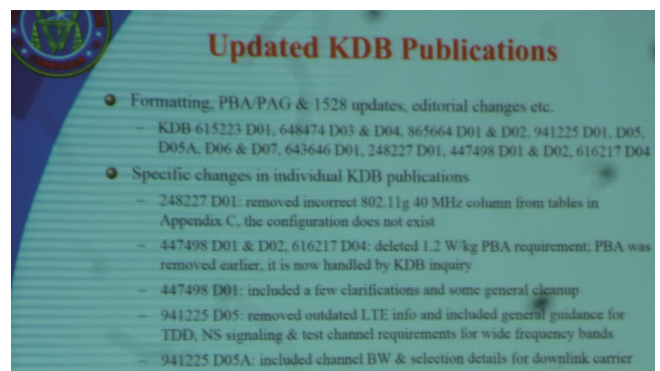 Updated KDB Publications
Formatting, PBA/PAG & 1528 updates, editorial changes etc.
– KDB 615223 D01, 648474 D03 & D04, 865664 D01 & D02, 941225 D01, D05,
D05A, D06 & D07, 643646 D01, 248227 D01, 447498 D01 & D02, 616217 D04
Specific changes in individual KDB publications
– 248227 D01: removed incorrect 802.11g 40 MHz column from tables in
Appendix C, the configuration does not exist
– 447498 D01 & D02, 616217 D04: deleted 1.2 W/kg PBA requirement; PBA was
removed earlier, it is now handled by KDB inquiry
– 447498 D01: included a few clarifications and some general cleanup
– 941225 D05: removed outdated LTE info and included general guidance for
TDD, NS signaling & test channel requirements for wide frequency bands
– 941225 D05A: included channel BW & selection details for downlink carrier